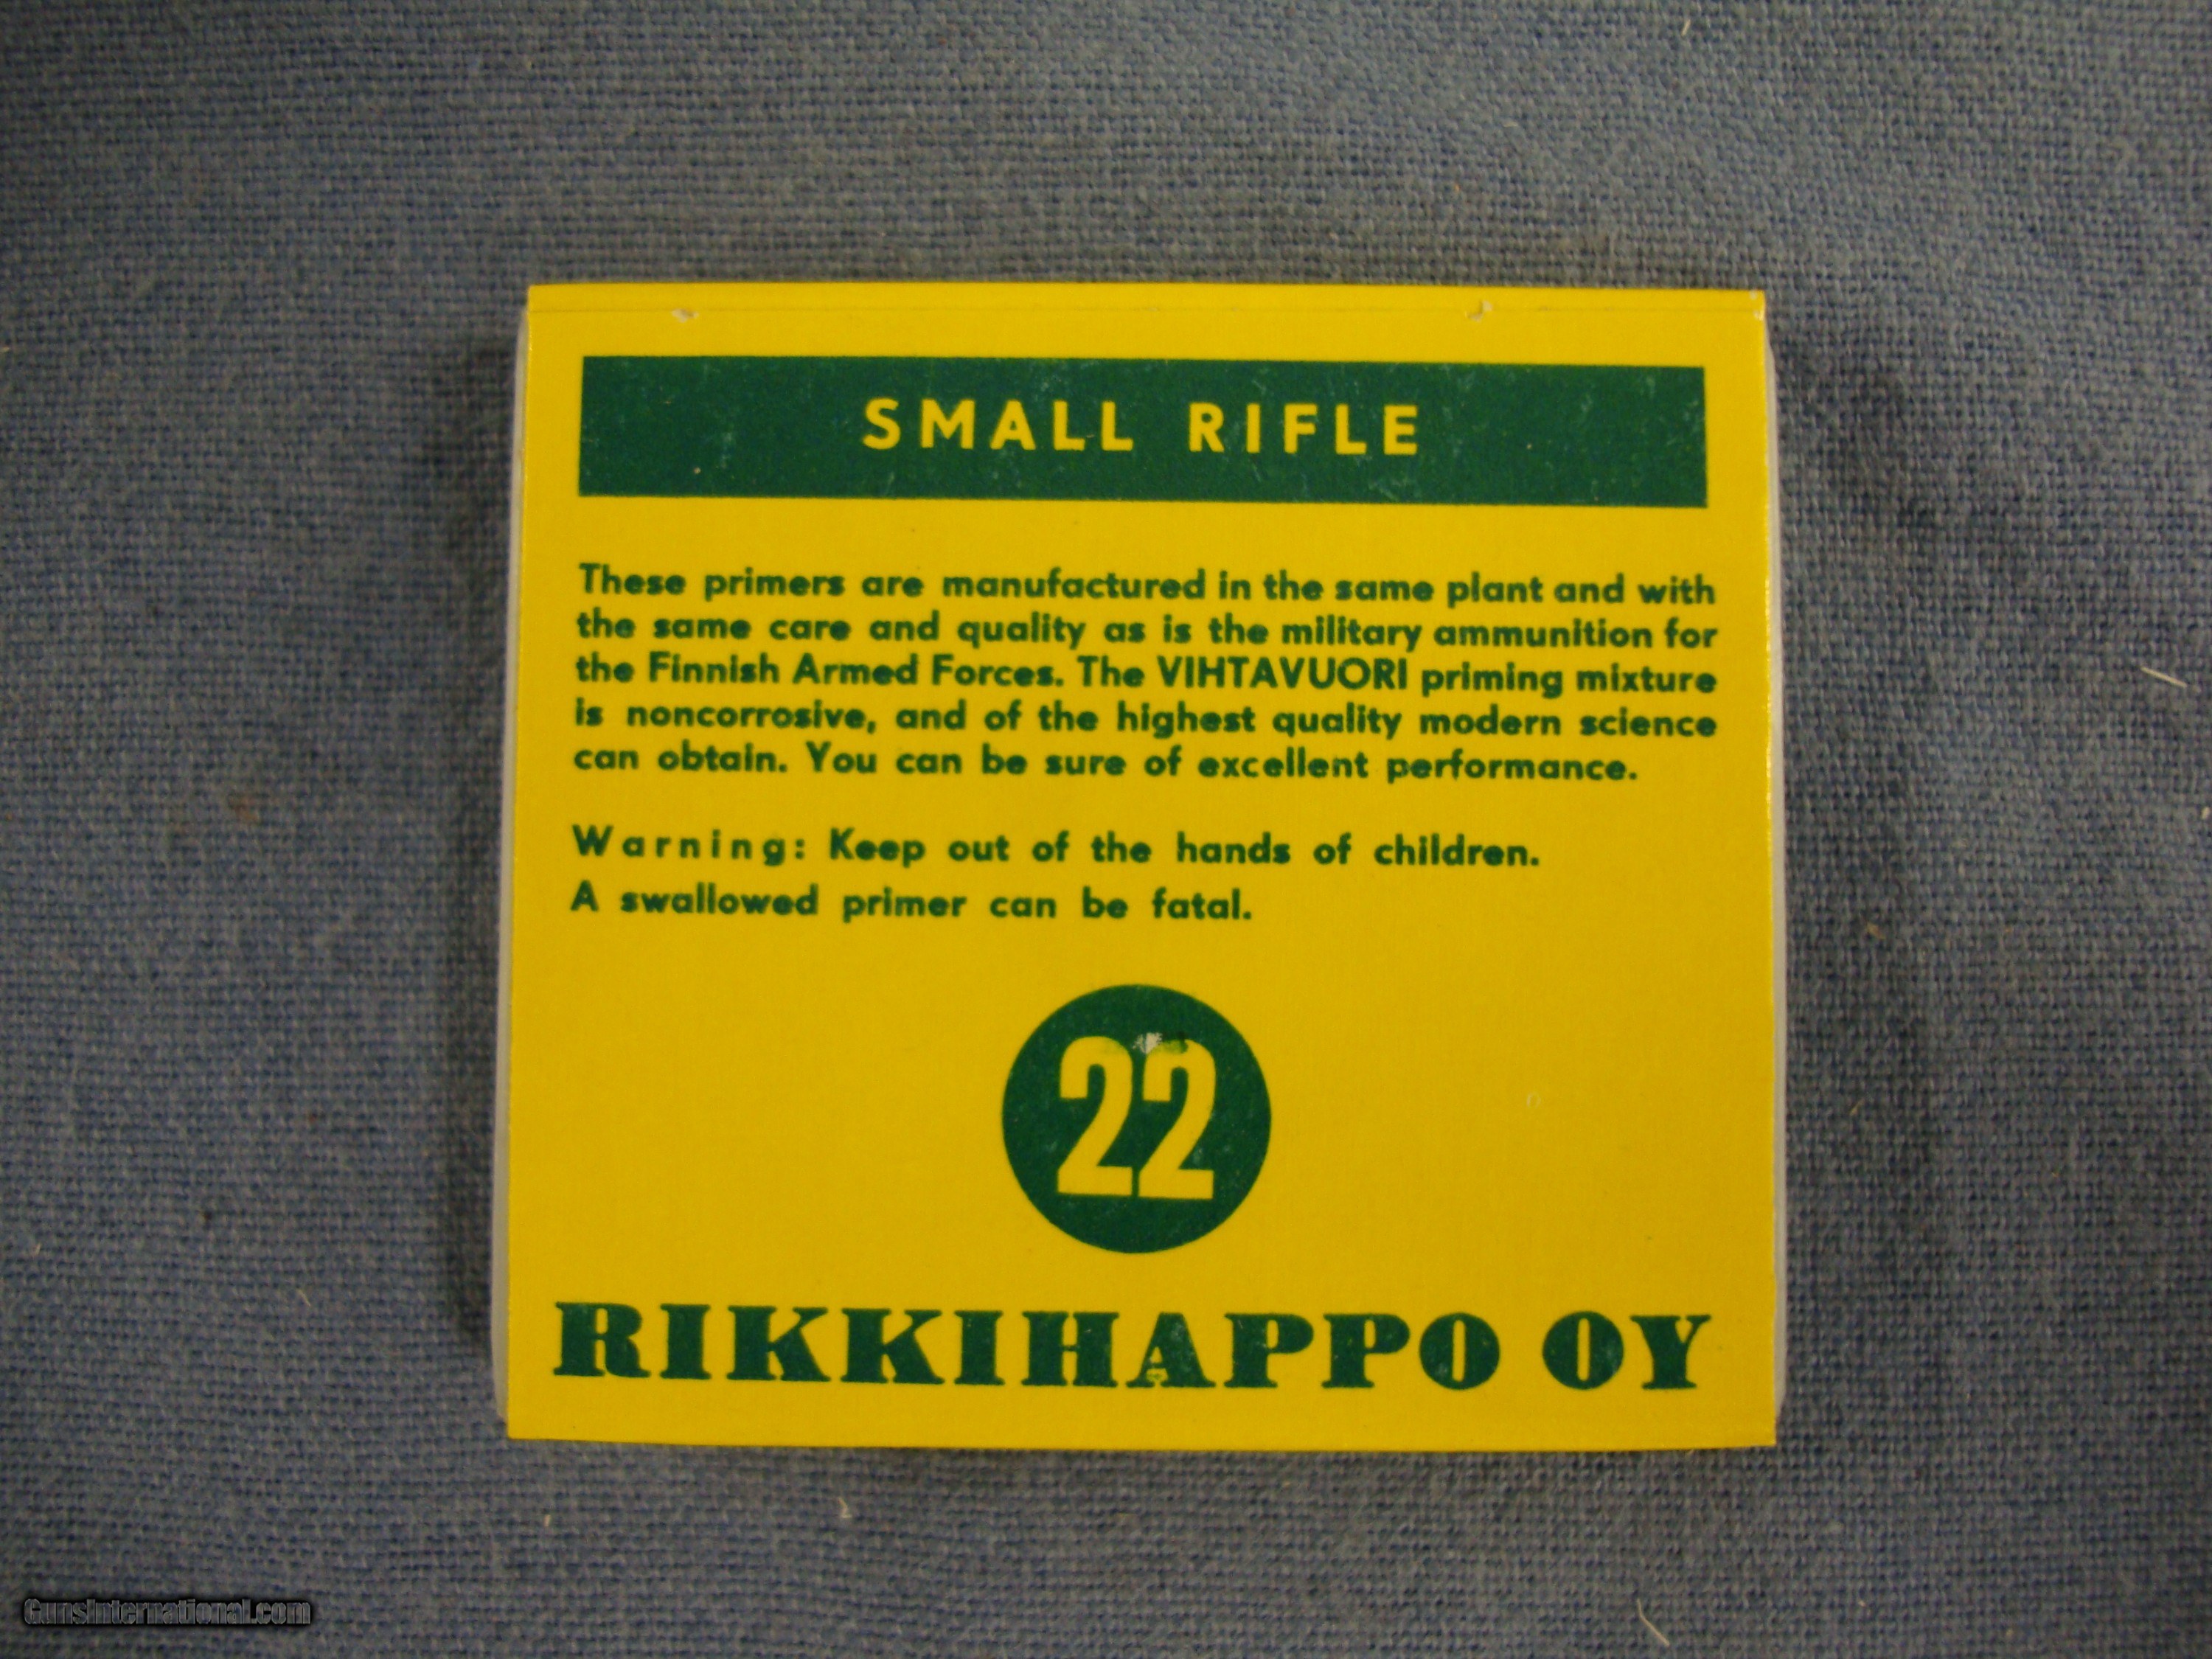 SMALL RIFLE
These primers are manufactured in the same plant and with
the same care and quality as is the military ammunition for
the Finnish Armed Forces. The VIHTAVUORI priming mixture
is noncorrosive, and of the highest quality modern science
can obtain. You can be sure of excellent performance.
Warning: Keep out of the hands of children.
A swallowed primer can be fatal.
22
RIKKIHAPPO OY
GunsInternational.com